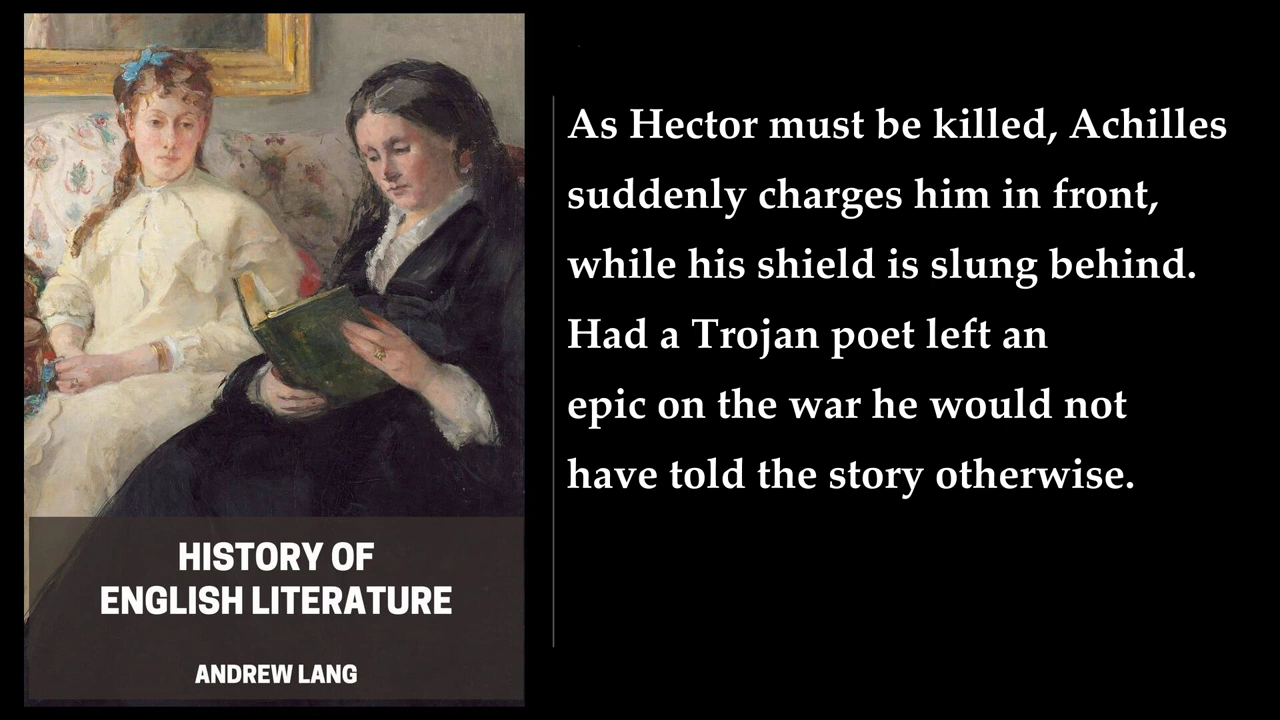 As Hector must be killed, Achilles
suddenly charges him in front,
while his shield is slung behind.
Had a Trojan poet left an
epic on the war he would not
have told the story otherwise.
HISTORY OF
ENGLISH LITERATURE
ANDREW LANG